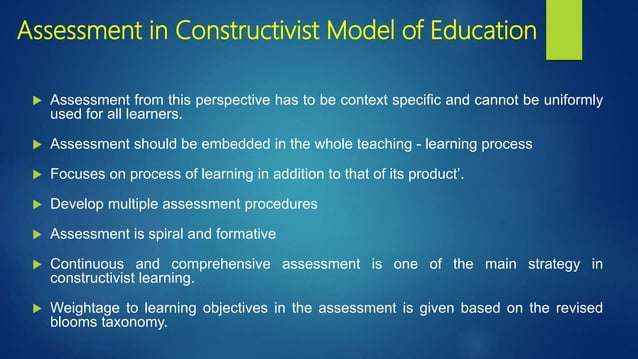 Assessment in Constructivist Model of Education
Assessment from this perspective has to be context specific and cannot be uniformly
used for all learners.
Assessment should be embedded in the whole teaching - learning process
Focuses on process of learning in addition to that of its product’.
Develop multiple assessment procedures
Assessment is spiral and formative
Continuous and comprehensive assessment is one of the main strategy in
constructivist learning.
Weightage to learning objectives in the assessment is given based on the revised
blooms taxonomy.